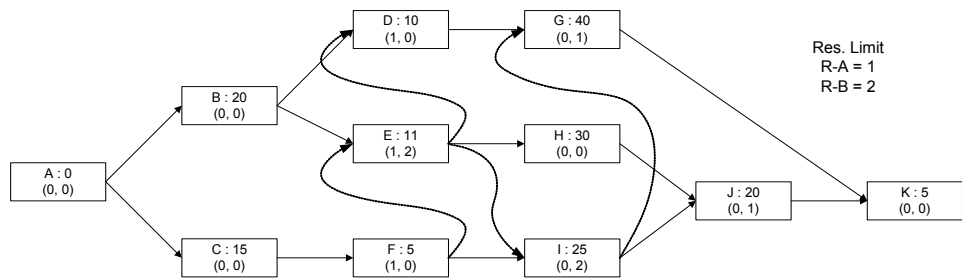 D : 10
(1, 0)
G : 40
(0, 1)
Res. Limit
R-A = 1
R-B = 2
B : 20
(0, 0)
E : 11
(1, 2)
H : 30
(0, 0)
A : 0
(0, 0)
J : 20
(0, 1)
K : 5
(0, 0)
C : 15
(0, 0)
F : 5
(1, 0)
I : 25
(0, 2)